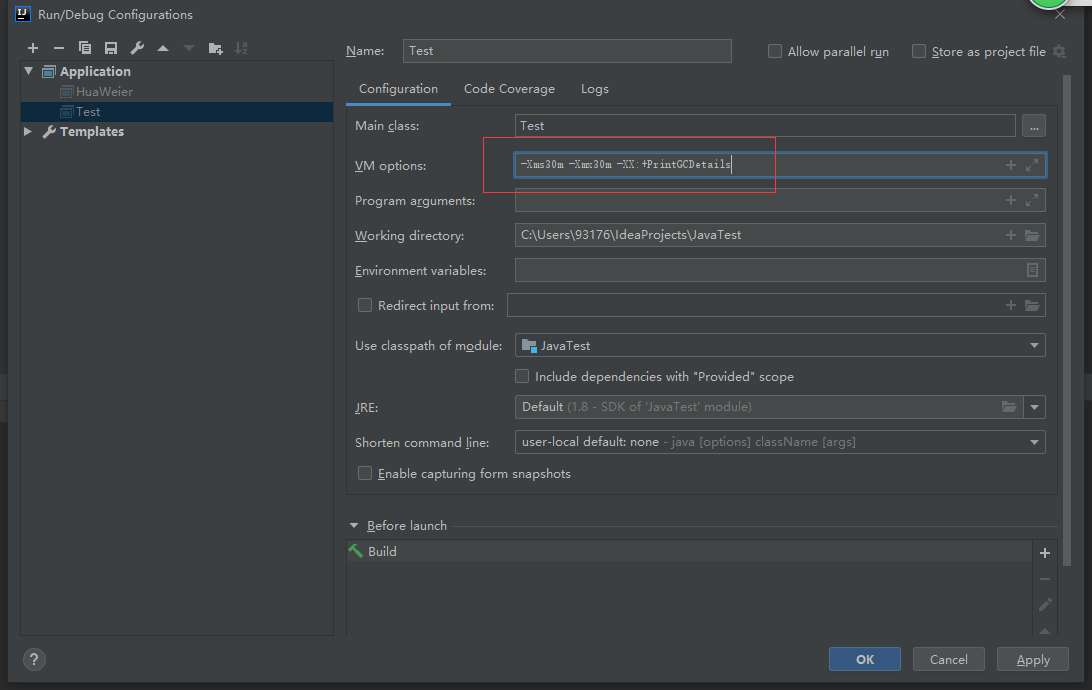 Run/Debug Configurations
Name: Test Allow parallel run Store as project file
Application
HuaWeier
Test
Templates
Configuration Code Coverage Logs
Main class: Test ...
VM options: -Xms30m -Xmx30m -XX:+PrintGCDetails
Program arguments:
Working directory: C:\Users\93176\IdeaProjects\JavaTest
Environment variables:
Redirect input from:
Use classpath of module: JavaTest
Include dependencies with "Provided" scope
JRE: Default (1.8 - SDK of 'JavaTest' module)
Shorten command line: user-local default: none - java [options] className [args]
Enable capturing form snapshots
Before launch
Build
? OK Cancel Apply